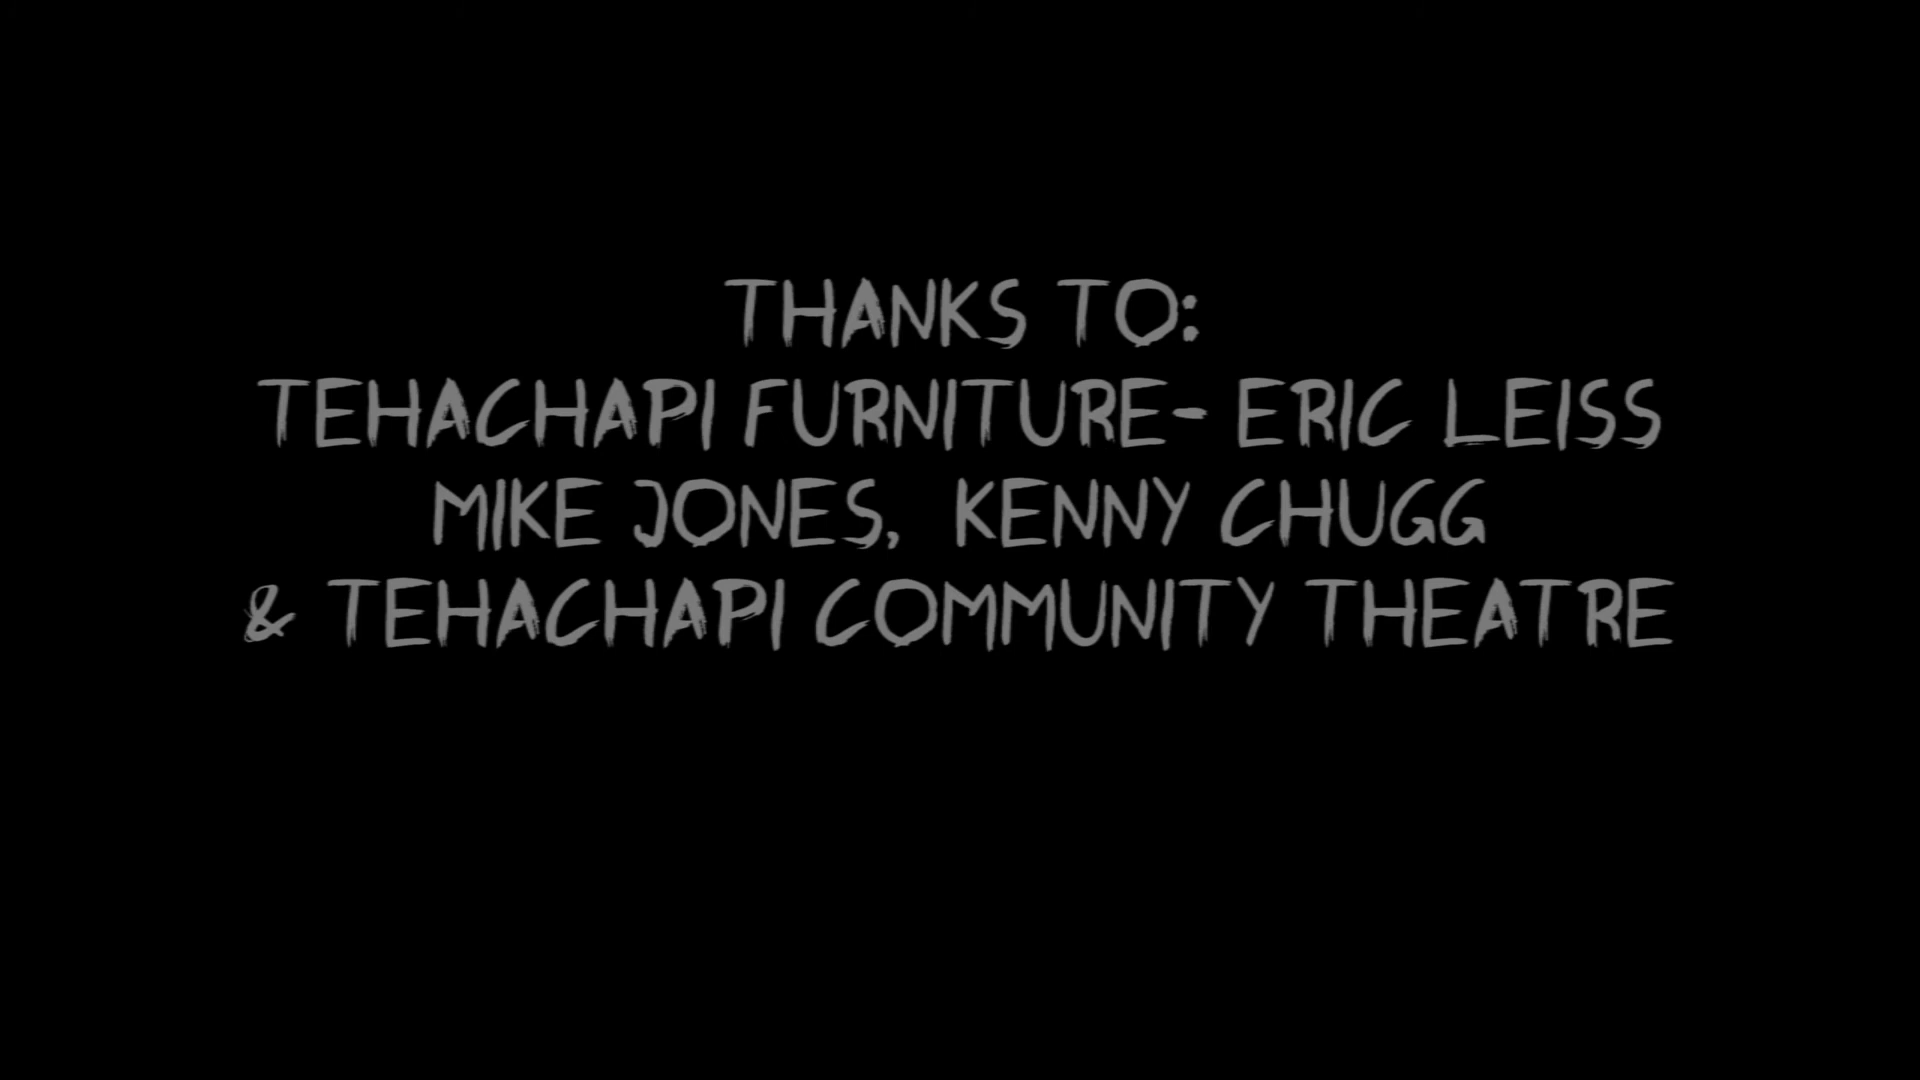 THANKS TO:
TEHACHAPI FURNITURE- ERIC LEISS
MIKE JONES, KENNY CHUGG
& TEHACHAPI COMMUNITY THEATRE